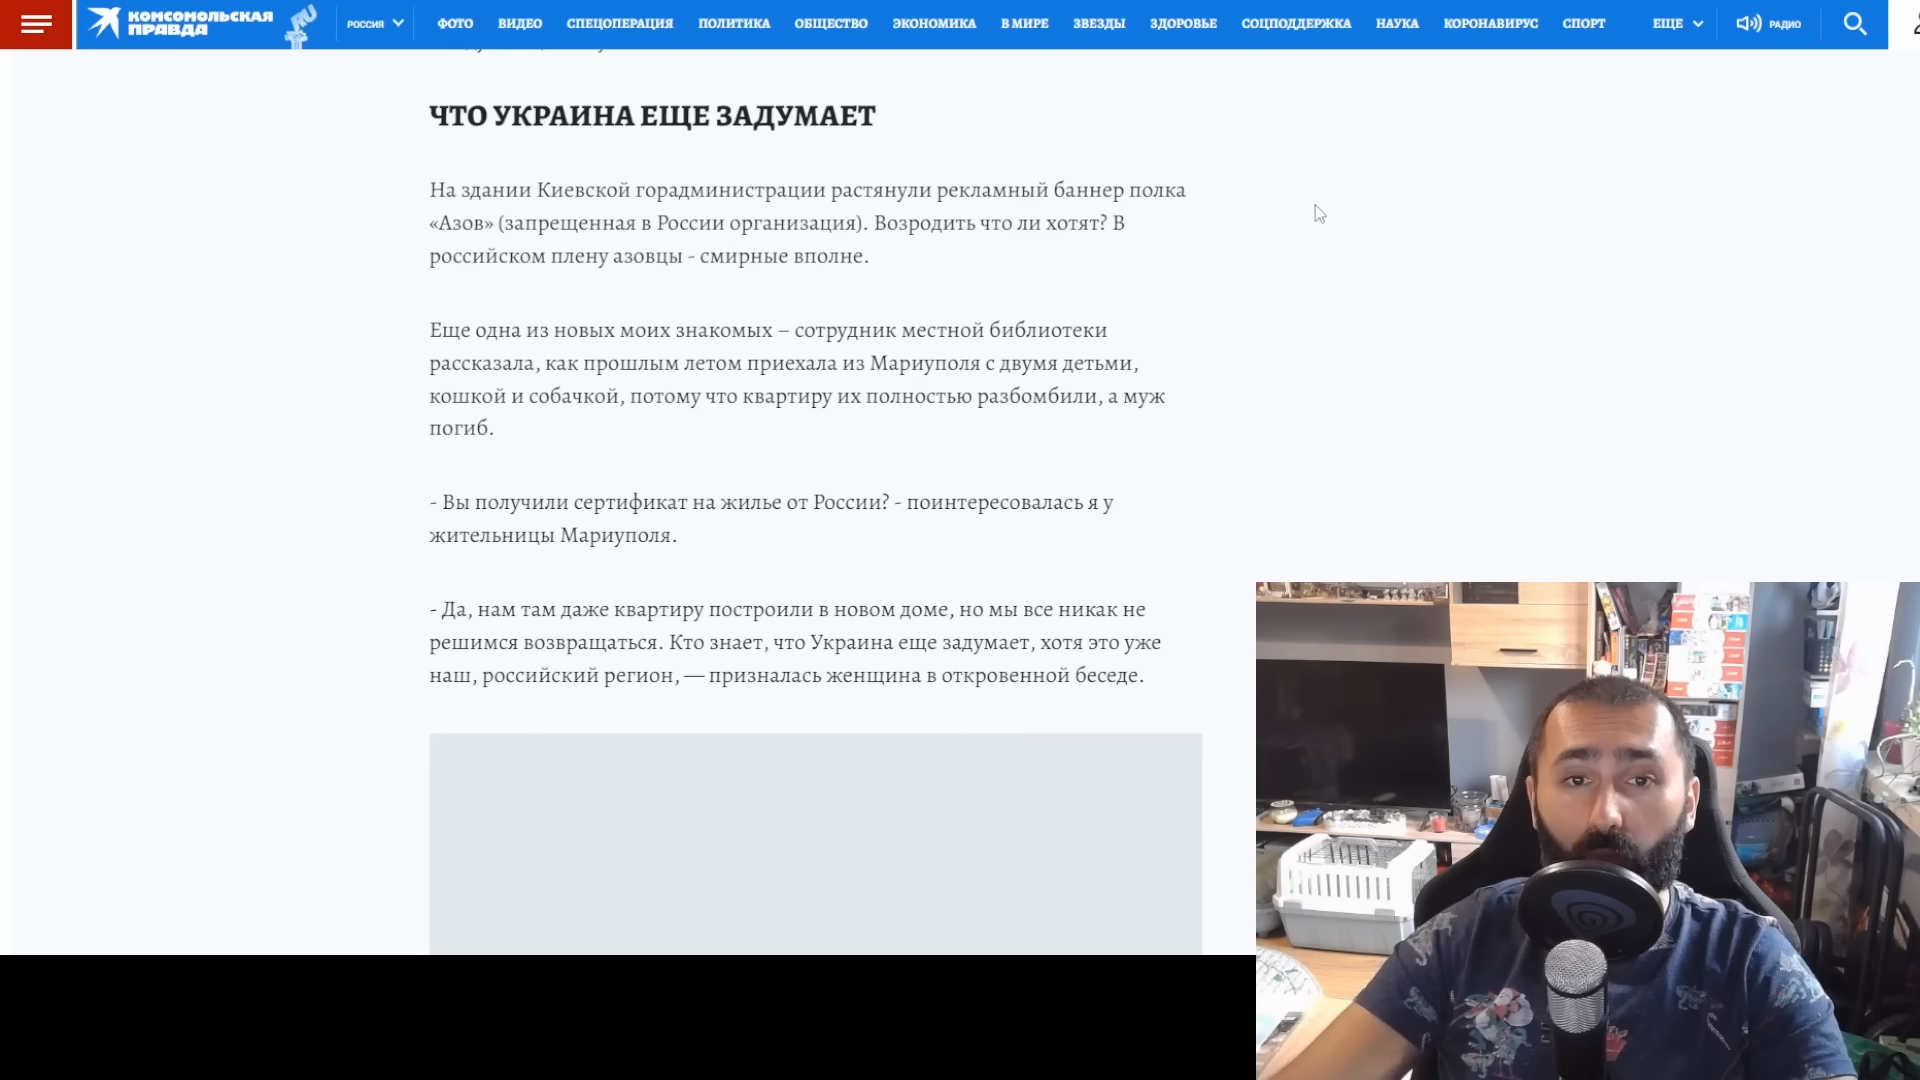 КОМСОМОЛЬСКАЯ
ПРАВДА
РОССИЯ
ФОТО
ВИДЕО
СПЕЦОПЕРАЦИЯ
ПОЛИТИКА
ОБЩЕСТВО
ЭКОНОМИКА
В МИРЕ
ЗВЕЗДЫ
ЗДОРОВЬЕ
СОЦПОДДЕРЖКА
НАУКА
КОРОНАВИРУС
СПОРТ
ЕЩЕ
РАДИО
ЧТО УКРАИНА ЕЩЕ ЗАДУМАЕТ
На здании Киевской горадминистрации растянули рекламный баннер полка
«Азов» (запрещенная в России организация). Возродить что ли хотят? В
российском плену азовцы - смирные вполне.
Еще одна из новых моих знакомых – сотрудник местной библиотеки
рассказала, как прошлым летом приехала из Мариуполя с двумя детьми,
кошкой и собачкой, потому что квартиру их полностью разбомбили, а муж
погиб.
- Вы получили сертификат на жилье от России? - поинтересовалась я у
жительницы Мариуполя.
- Да, нам там даже квартиру построили в новом доме, но мы все никак не
решимся возвращаться. Кто знает, что Украина еще задумает, хотя это уже
наш, российский регион, — призналась женщина в откровенной беседе.